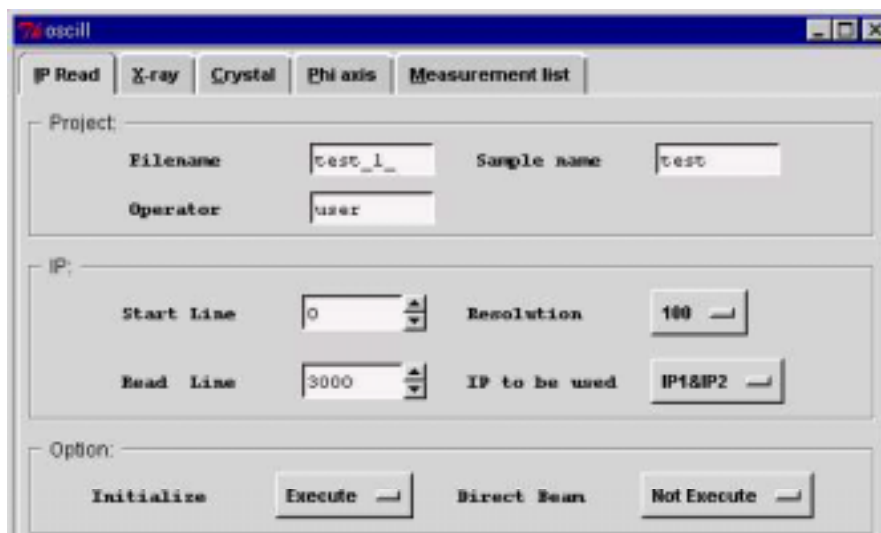 oscill
IP Read X-ray Crystal Phi axis Measurement list
Project:
Filename test_1_ Sample name test
Operator user
IP:
Start Line 0 Resolution 100
Read Line 3000 IP to be used IP1&IP2
Option:
Initialize Execute Direct Beam Not Execute